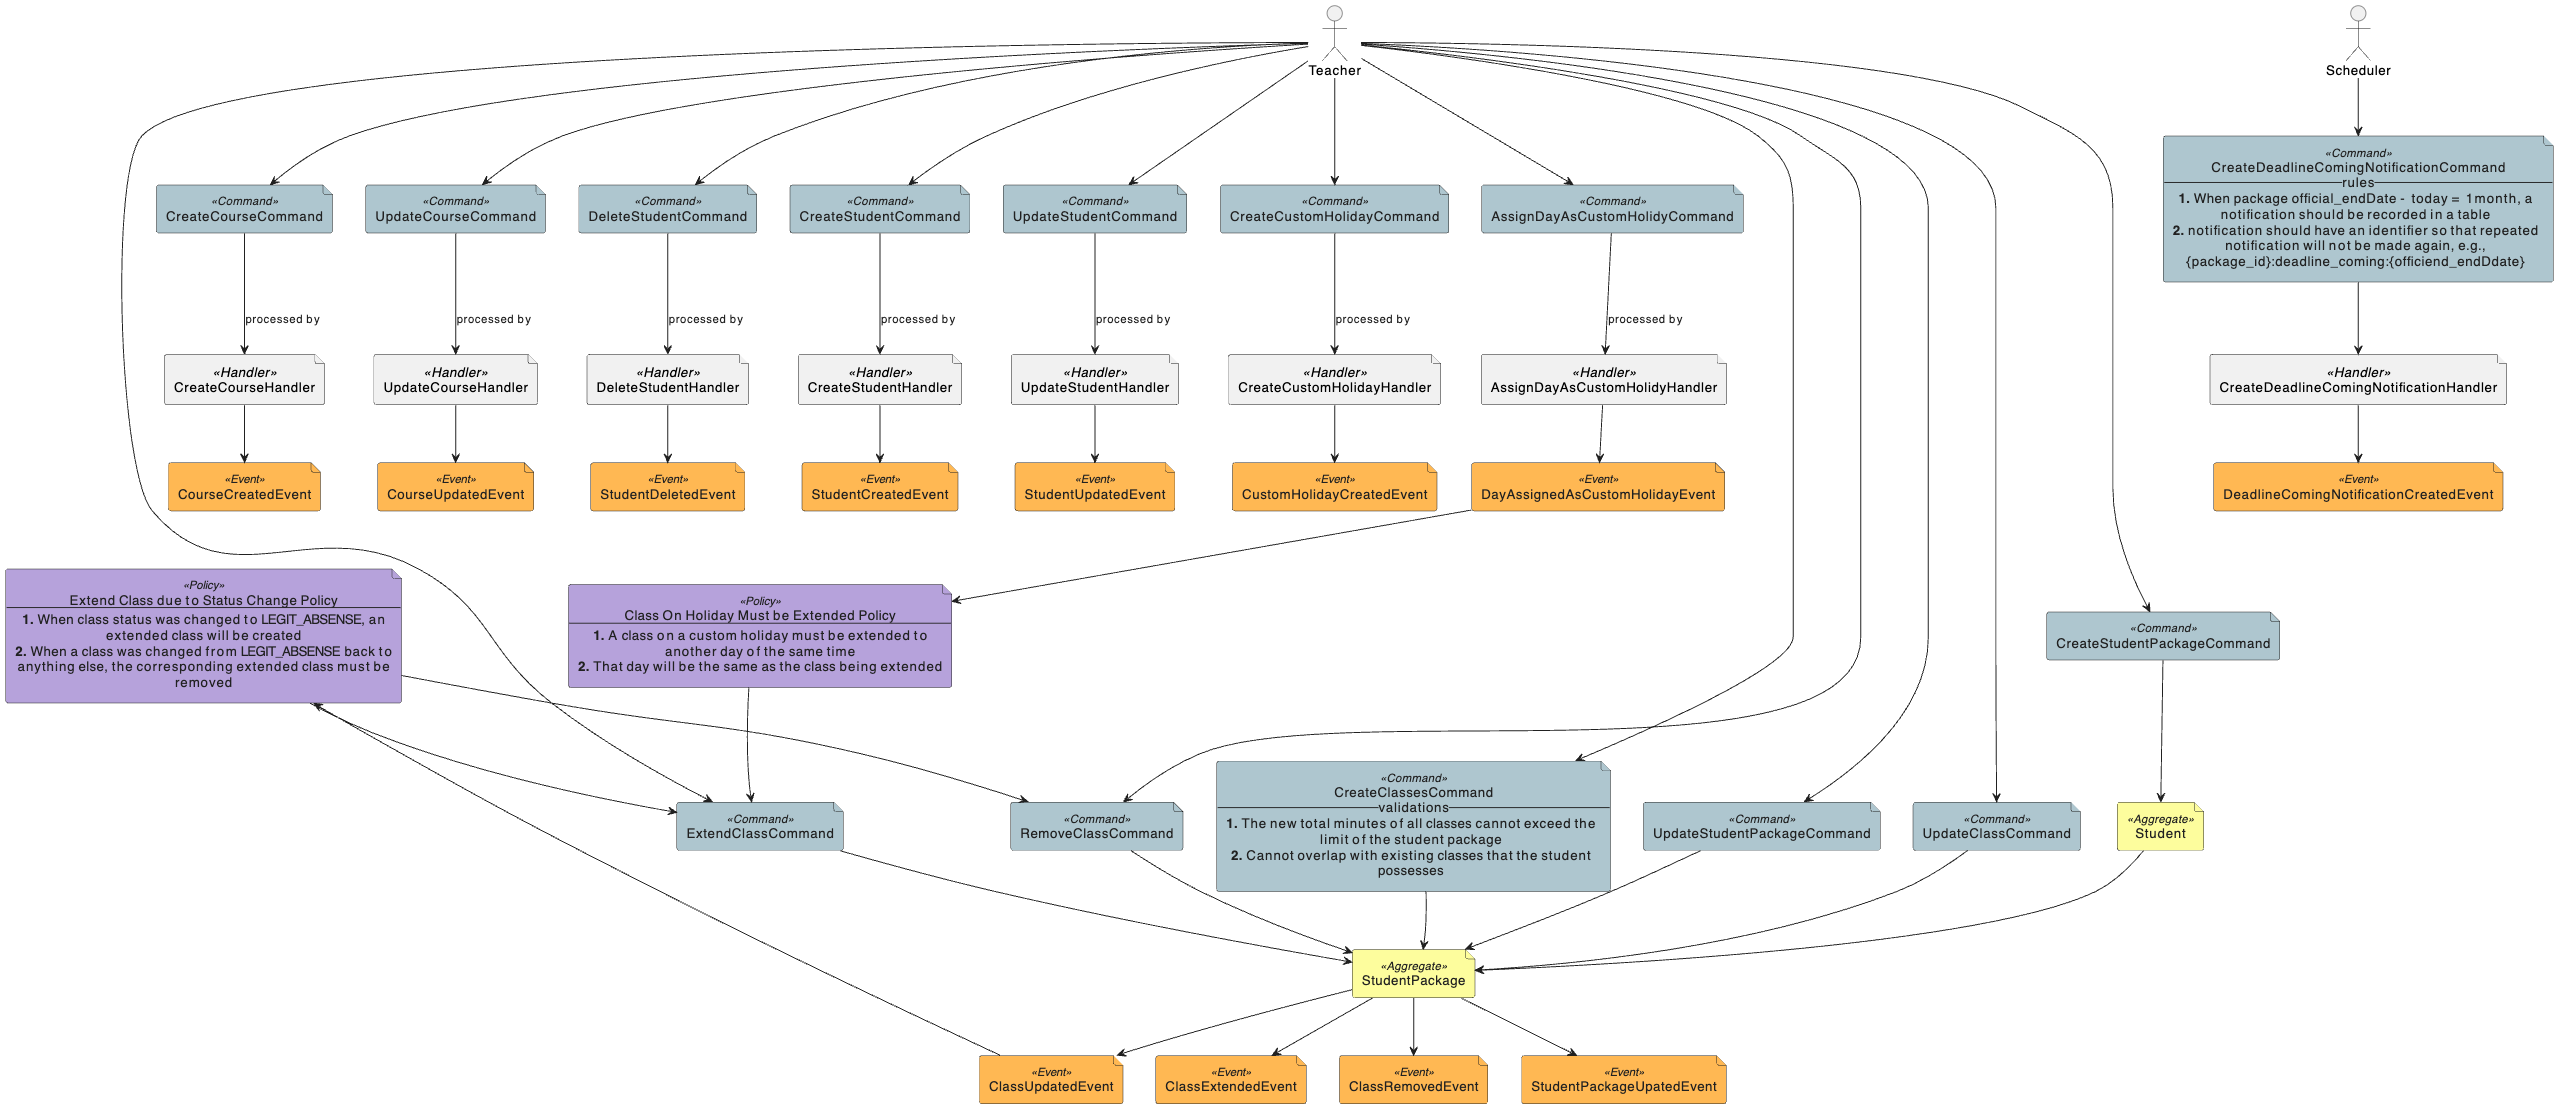 Teacher
Scheduler
«Command»
CreateDeadlineComingNotificationCommand
rules
1. When package official_endDate - today = 1month, a
notification should be recorded in a table
2. notification should have an identifier so that repeated
notification will not be made again, e.g.,
{package_id}:deadline_coming:{officiend_endDdate}
«Command»
CreateCourseCommand
«Command»
UpdateCourseCommand
«Command»
DeleteStudentCommand
«Command»
CreateStudentCommand
«Command»
UpdateStudentCommand
«Command»
CreateCustomHolidayCommand
«Command»
AssignDayAsCustomHolidyCommand
processed by
processed by
processed by
processed by
processed by
processed by
processed by
«Handler»
CreateCourseHandler
«Handler»
UpdateCourseHandler
«Handler»
DeleteStudentHandler
«Handler»
CreateStudentHandler
«Handler»
UpdateStudentHandler
«Handler»
CreateCustomHolidayHandler
«Handler»
AssignDayAsCustomHolidyHandler
«Handler»
CreateDeadlineComingNotificationHandler
«Event»
CourseCreatedEvent
«Event»
CourseUpdatedEvent
«Event»
StudentDeletedEvent
«Event»
StudentCreatedEvent
«Event»
StudentUpdatedEvent
«Event»
CustomHolidayCreatedEvent
«Event»
DayAssignedAsCustomHolidayEvent
«Event»
DeadlineComingNotificationCreatedEvent
«Policy»
Extend Class due to Status Change Policy
1. When class status was changed to LEGIT_ABSENSE, an
extended class will be created
2. When a class was changed from LEGIT_ABSENSE back to
anything else, the corresponding extended class must be
removed
«Policy»
Class On Holiday Must be Extended Policy
1. A class on a custom holiday must be extended to
another day of the same time
2. That day will be the same as the class being extended
«Command»
CreateStudentPackageCommand
«Command»
ExtendClassCommand
«Command»
RemoveClassCommand
«Command»
CreateClassesCommand
validations
1. The new total minutes of all classes cannot exceed the
limit of the student package
2. Cannot overlap with existing classes that the student
possesses
«Command»
UpdateStudentPackageCommand
«Command»
UpdateClassCommand
«Aggregate»
Student
«Aggregate»
StudentPackage
«Event»
ClassUpdatedEvent
«Event»
ClassExtendedEvent
«Event»
ClassRemovedEvent
«Event»
StudentPackageUpatedEvent